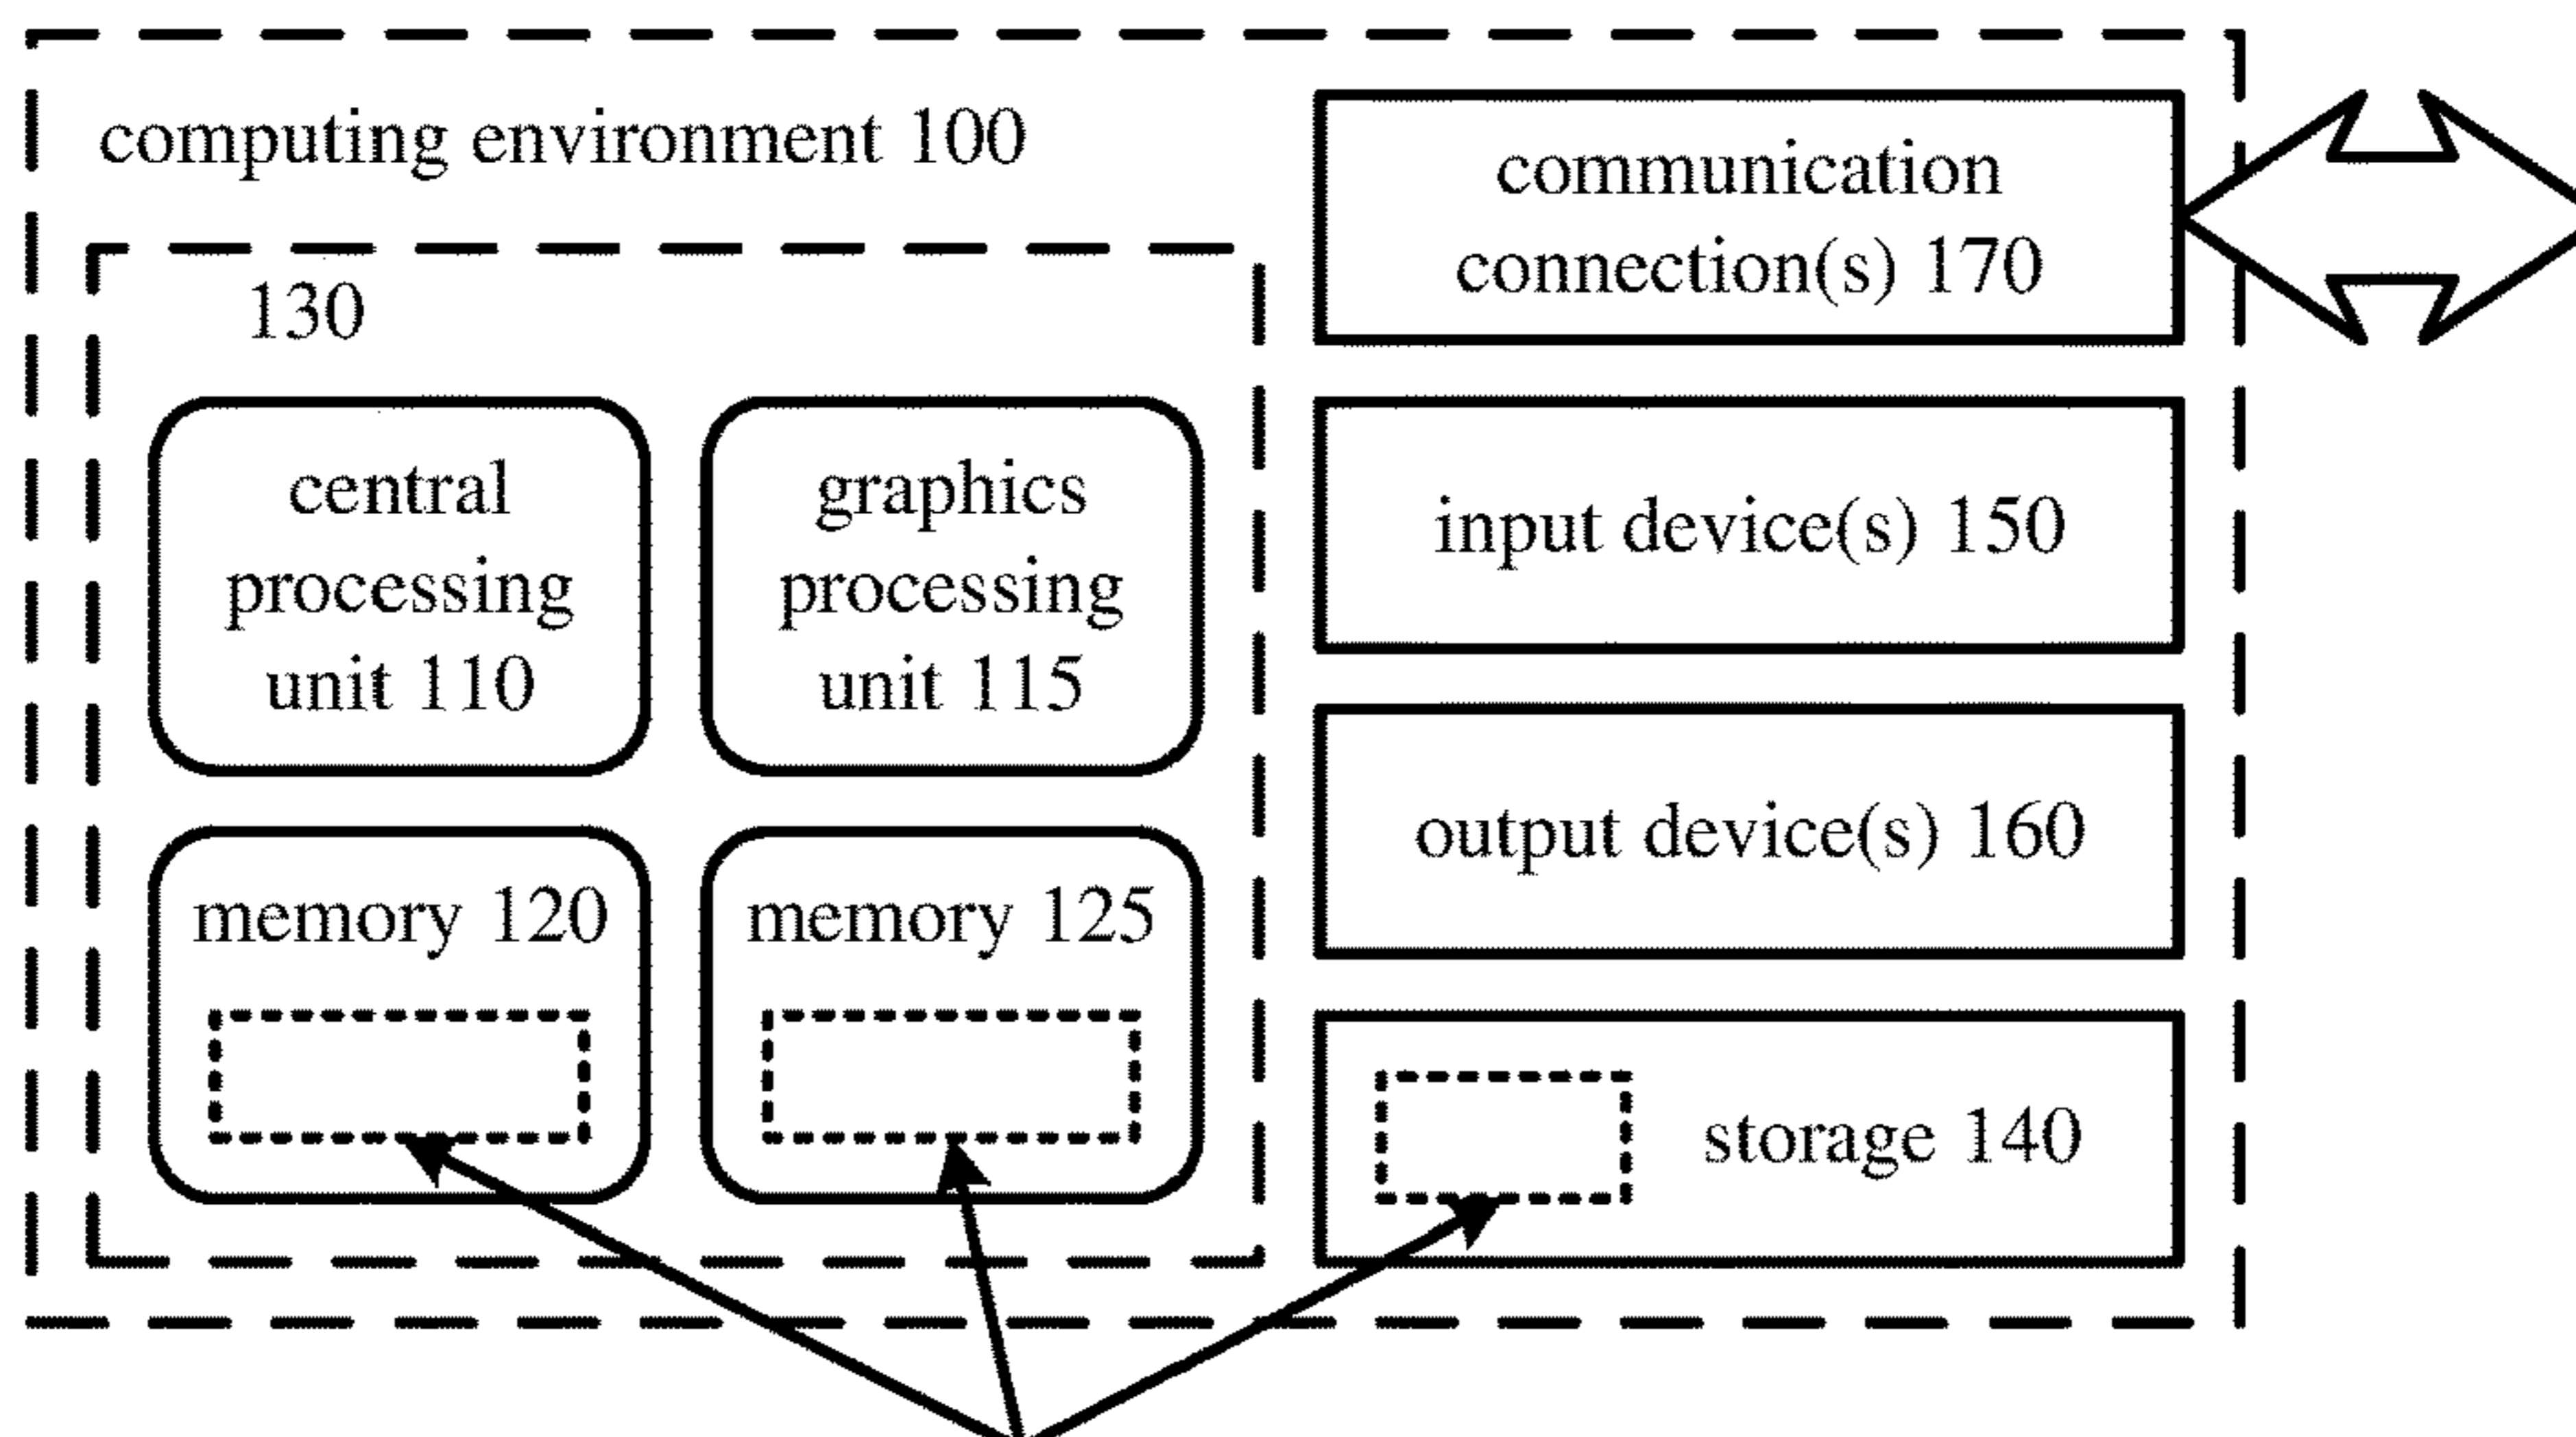 computing environment 100
130
central
processing
unit 110
graphics
processing
unit 115
memory 120
memory 125
communication
connection(s) 170
input device(s) 150
output device(s) 160
storage 140